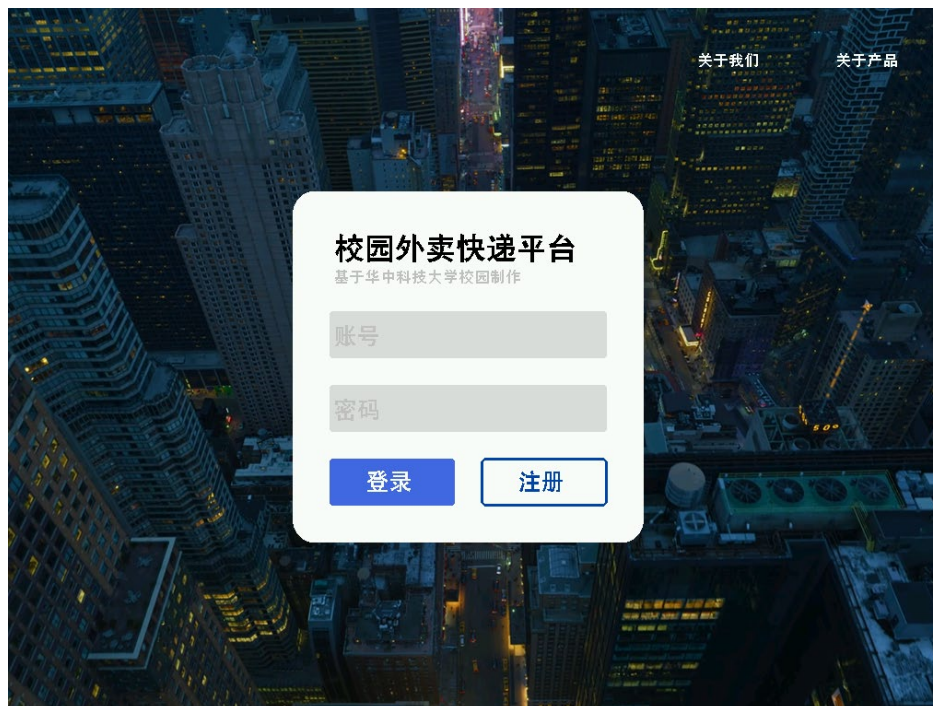 关于我们 关于产品
校园外卖快递平台
基于华中科技大学校园制作
账号
密码
登录 注册